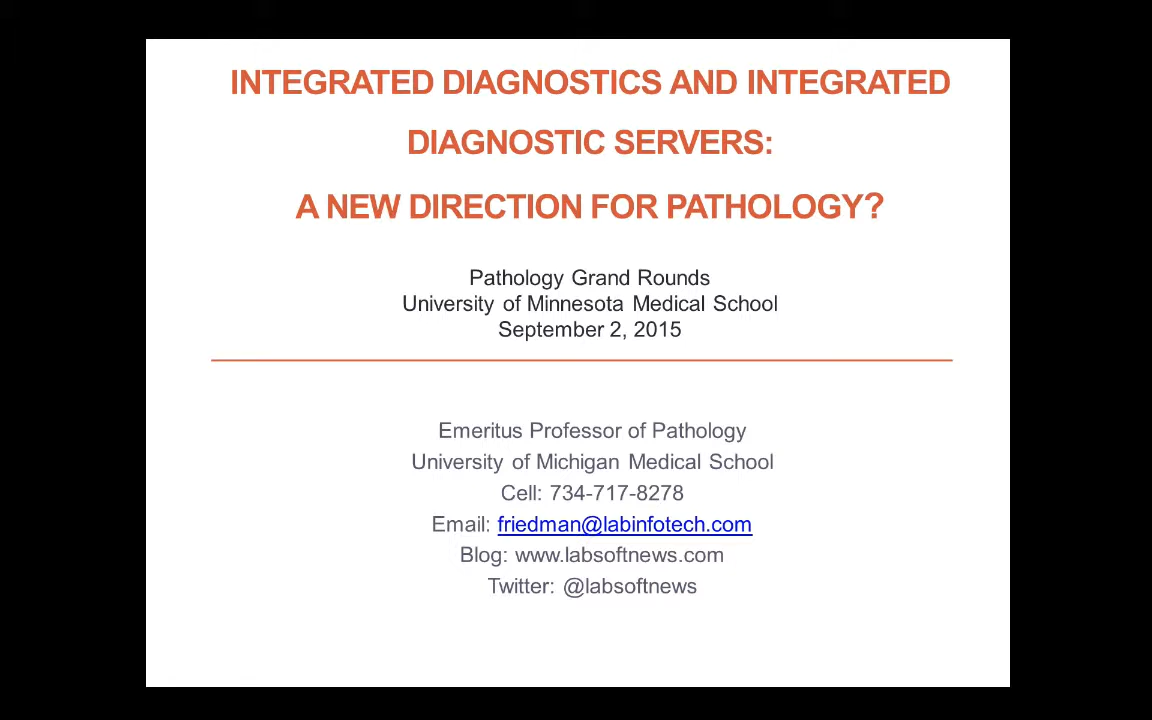 INTEGRATED DIAGNOSTICS AND INTEGRATED
DIAGNOSTIC SERVERS:
A NEW DIRECTION FOR PATHOLOGY?
Pathology Grand Rounds
University of Minnesota Medical School
September 2, 2015
Emeritus Professor of Pathology
University of Michigan Medical School
Cell: 734-717-8278
Email: friedman@labinfotech.com
Blog: www.labsoftnews.com
Twitter: @labsoftnews